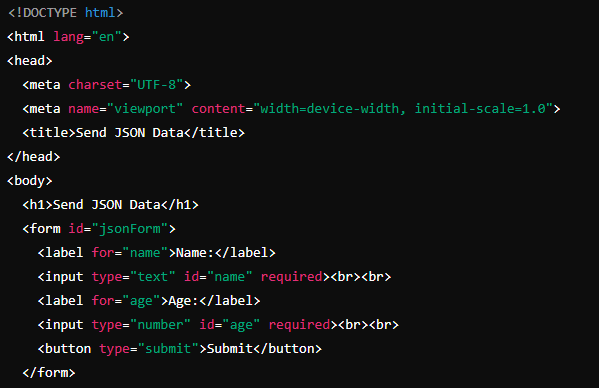 <!DOCTYPE html>
<html lang="en">
<head>
  <meta charset="UTF-8">
  <meta name="viewport" content="width=device-width, initial-scale=1.0">
  <title>Send JSON Data</title>
</head>
<body>
  <h1>Send JSON Data</h1>
  <form id="jsonForm">
    <label for="name">Name:</label>
    <input type="text" id="name" required><br><br>
    <label for="age">Age:</label>
    <input type="number" id="age" required><br><br>
    <button type="submit">Submit</button>
  </form>